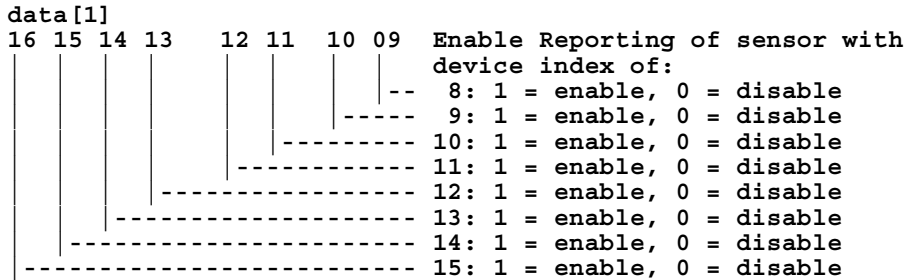 data[1]
16 15 14 13    12 11   10 09  Enable Reporting of sensor with
|  |  |  |     |  |    |  |   device index of:
|  |  |  |     |  |    |  |--  8: 1 = enable, 0 = disable
|  |  |  |     |  |    |-----  9: 1 = enable, 0 = disable
|  |  |  |     |  |--------- 10: 1 = enable, 0 = disable
|  |  |  |     |------------ 11: 1 = enable, 0 = disable
|  |  |  |----------------- 12: 1 = enable, 0 = disable
|  |  |-------------------- 13: 1 = enable, 0 = disable
|  |----------------------- 14: 1 = enable, 0 = disable
|-------------------------- 15: 1 = enable, 0 = disable